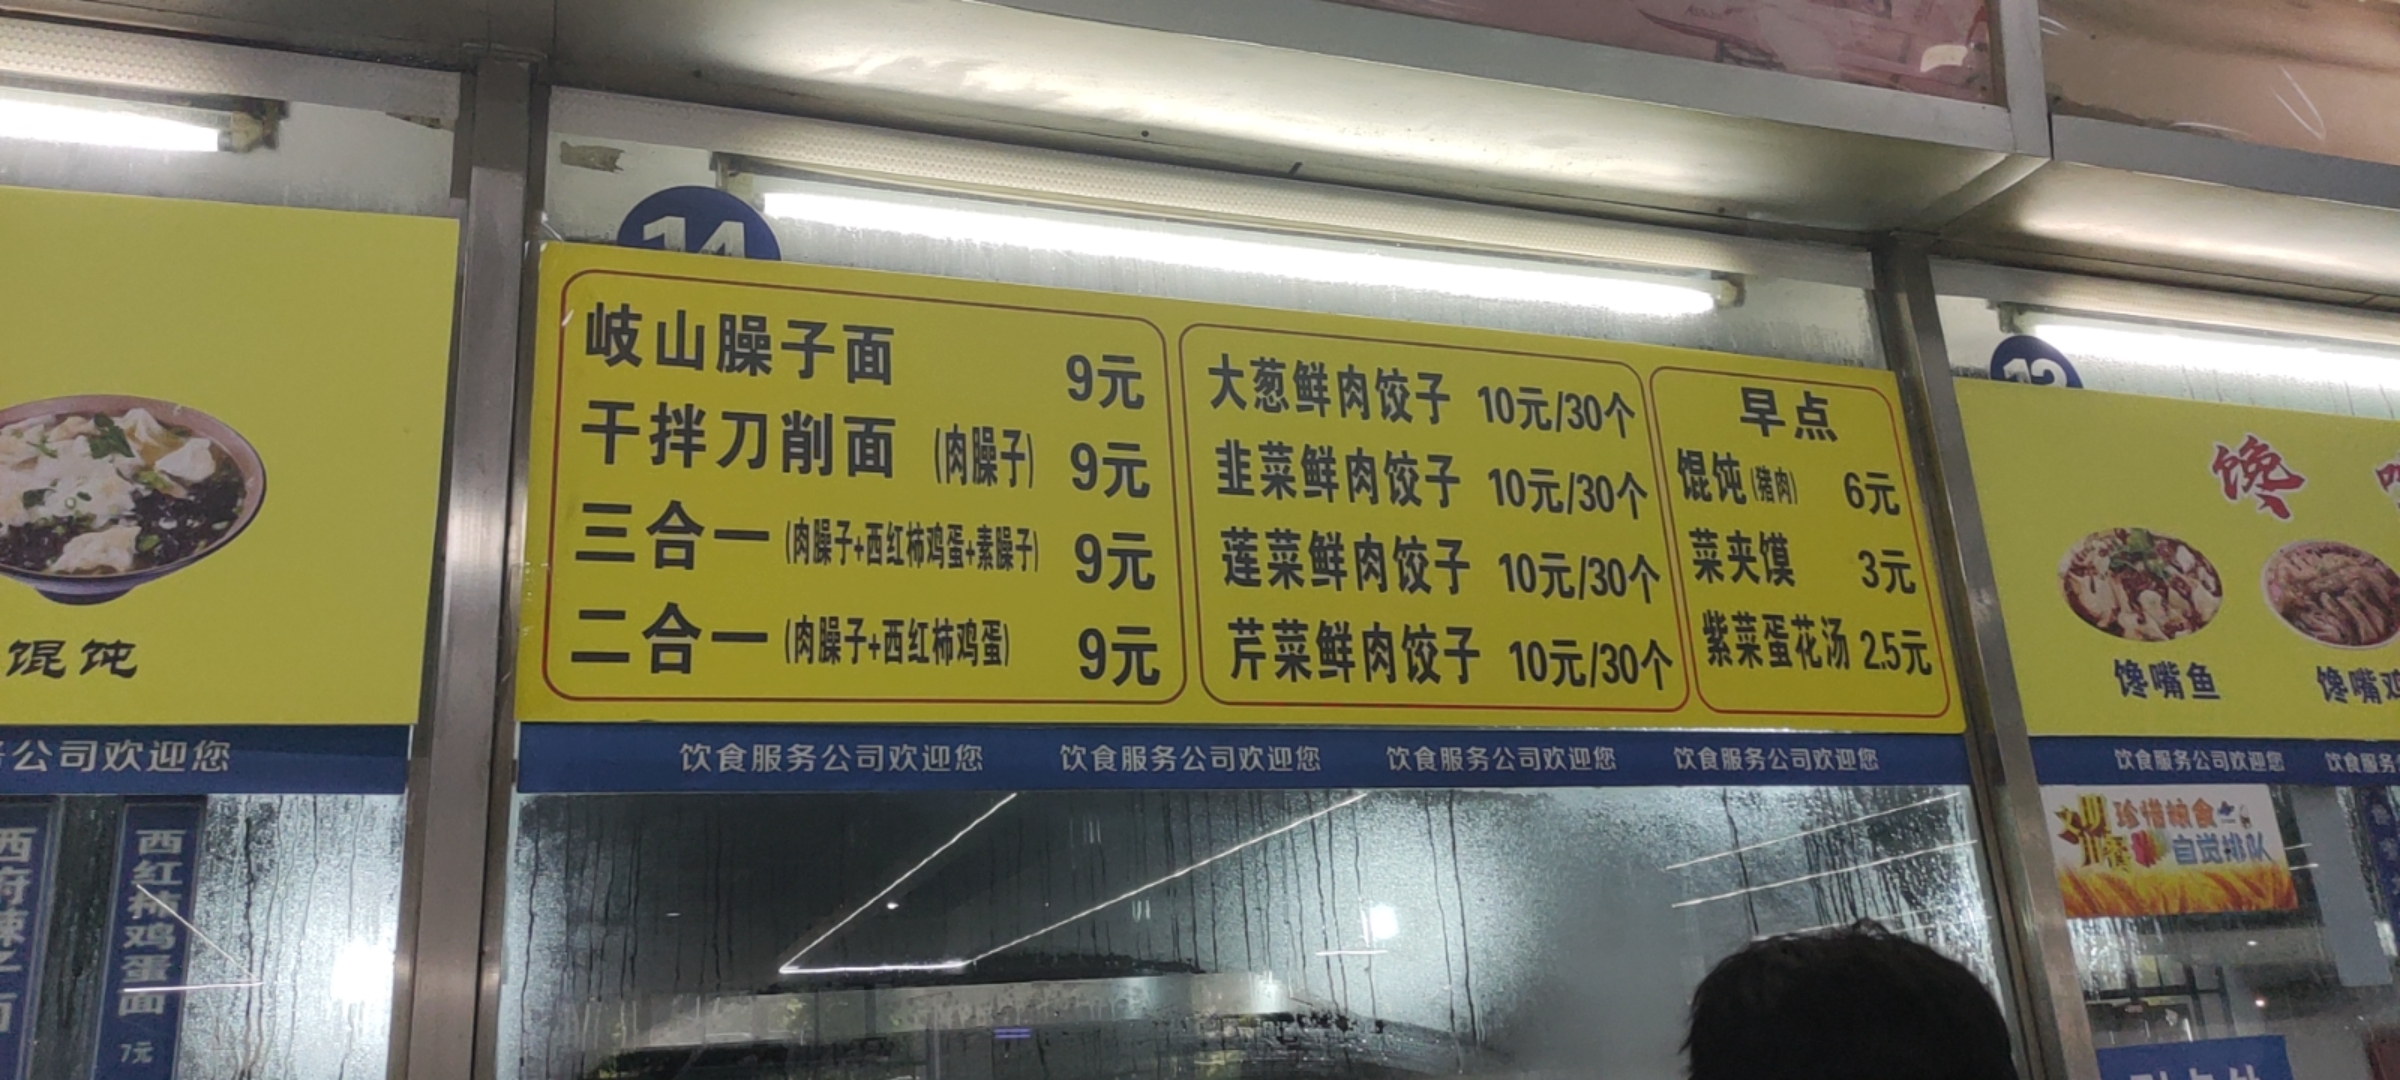 14
岐山臊子面 9元
干拌刀削面 (肉臊子) 9元
三合一 (肉臊子+西红柿鸡蛋+素臊子) 9元
二合一 (肉臊子+西红柿鸡蛋) 9元
大葱鲜肉饺子 10元/30个
韭菜鲜肉饺子 10元/30个
莲菜鲜肉饺子 10元/30个
芹菜鲜肉饺子 10元/30个
早点
馄饨(猪肉) 6元
菜夹馍 3元
紫菜蛋花汤 2.5元
饮食服务公司欢迎您 饮食服务公司欢迎您 饮食服务公司欢迎您 饮食服务公司欢迎您
馄饨
公司欢迎您
西红柿鸡蛋面
7元
馋
馋嘴鱼
馋嘴鸡
饮食服务公司欢迎您 饮食服务
珍惜粮食
自觉排队